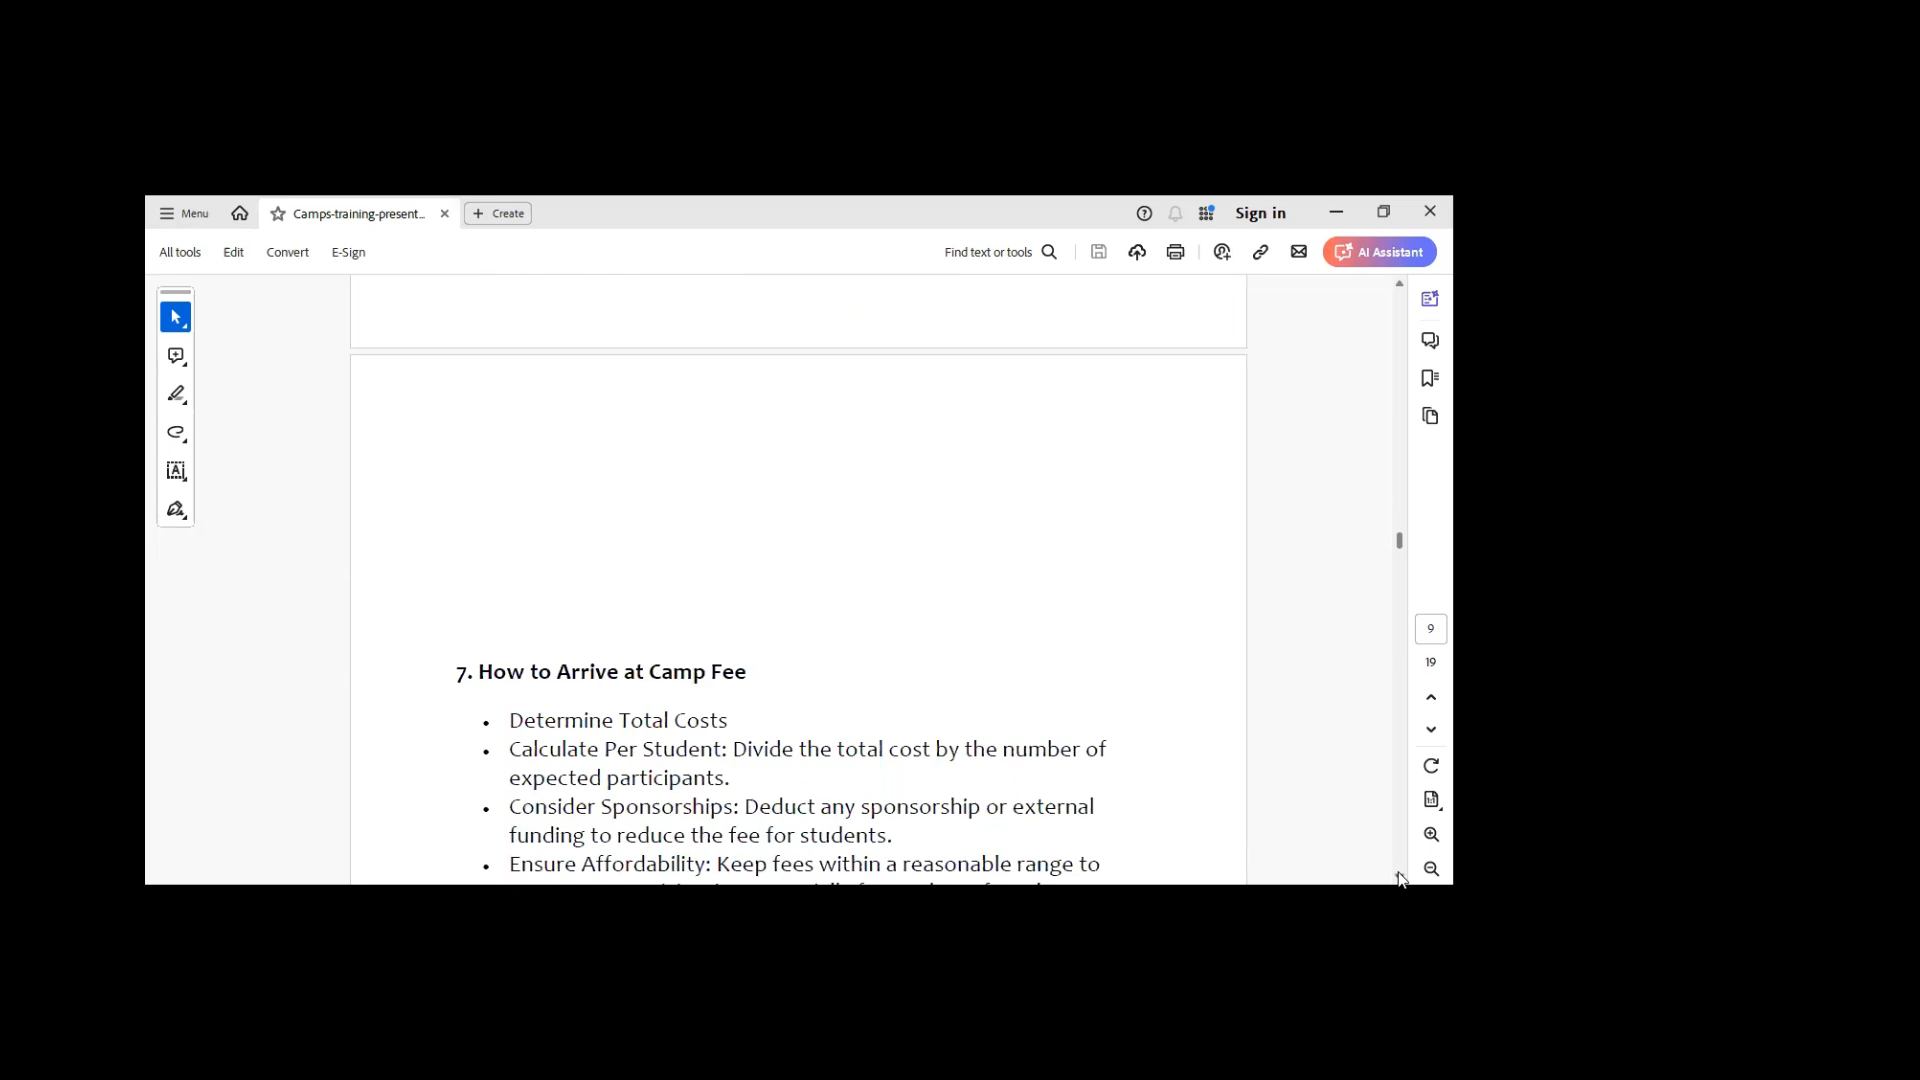 Menu
Camps-training-present...
Create
Sign in
All tools
Edit
Convert
E-Sign
Find text or tools
AI Assistant
7. How to Arrive at Camp Fee
• Determine Total Costs
• Calculate Per Student: Divide the total cost by the number of
expected participants.
• Consider Sponsorships: Deduct any sponsorship or external
funding to reduce the fee for students.
• Ensure Affordability: Keep fees within a reasonable range to
9
19